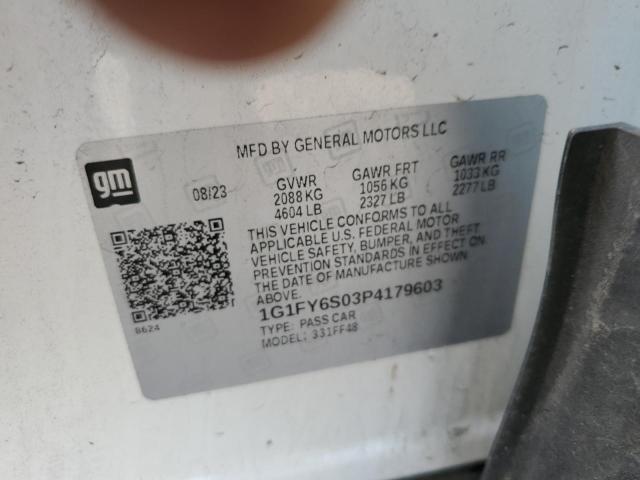 MFD BY GENERAL MOTORS LLC
gm
08/23
GVWR
2088 KG
4604 LB
GAWR FRT
1056 KG
2327 LB
GAWR RR
1033 KG
2277 LB
THIS VEHICLE CONFORMS TO ALL
APPLICABLE U.S. FEDERAL MOTOR
VEHICLE SAFETY, BUMPER, AND THEFT
PREVENTION STANDARDS IN EFFECT ON
THE DATE OF MANUFACTURE SHOWN
ABOVE.
1G1FY6S03P4179603
TYPE: PASS CAR
MODEL: 331FF48
8624